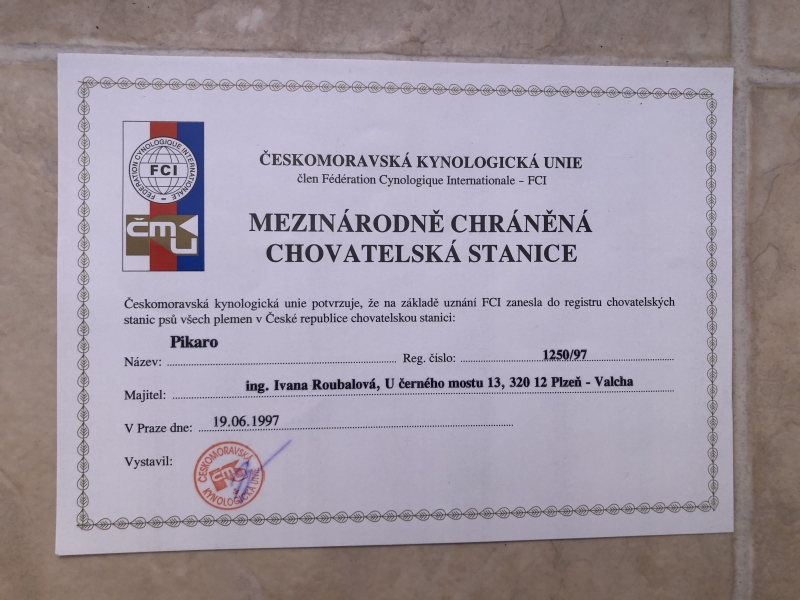 FÉDÉRATION CYNOLOGIQUE INTERNATIONALE
FCI
čmu
ČESKOMORAVSKÁ KYNOLOGICKÁ UNIE
člen Fédération Cynologique Internationale – FCI
MEZINÁRODNĚ CHRÁNĚNÁ
CHOVATELSKÁ STANICE
Českomoravská kynologická unie potvrzuje, že na základě uznání FCI zanesla do registru chovatelských
stanic psů všech plemen v České republice chovatelskou stanici:
Název: Pikaro Reg. číslo: 1250/97
Majitel: ing. Ivana Roubalová, U černého mostu 13, 320 12 Plzeň - Valcha
V Praze dne: 19.06.1997
Vystavil:
ČESKOMORAVSKÁ
čmu
KYNOLOGICKÁ UNIE